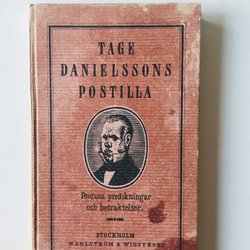 TAGE
DANIELSSONS
POSTILLA
Profana predikningar
och betraktelser.
STOCKHOLM
WAHLSTRÖM & WIDSTRAND